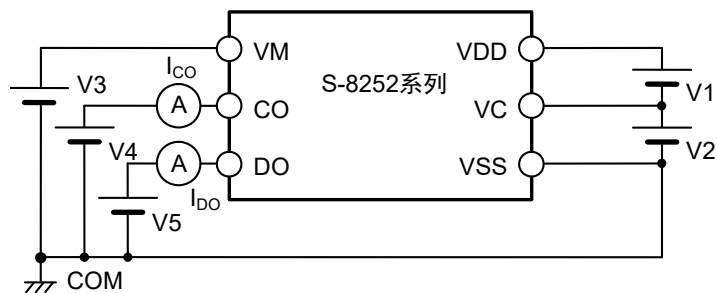 VM
VDD
V3
I_CO
S-8252系列
V1
A
CO
VC
V4
V2
A
DO
VSS
I_DO
V5
COM